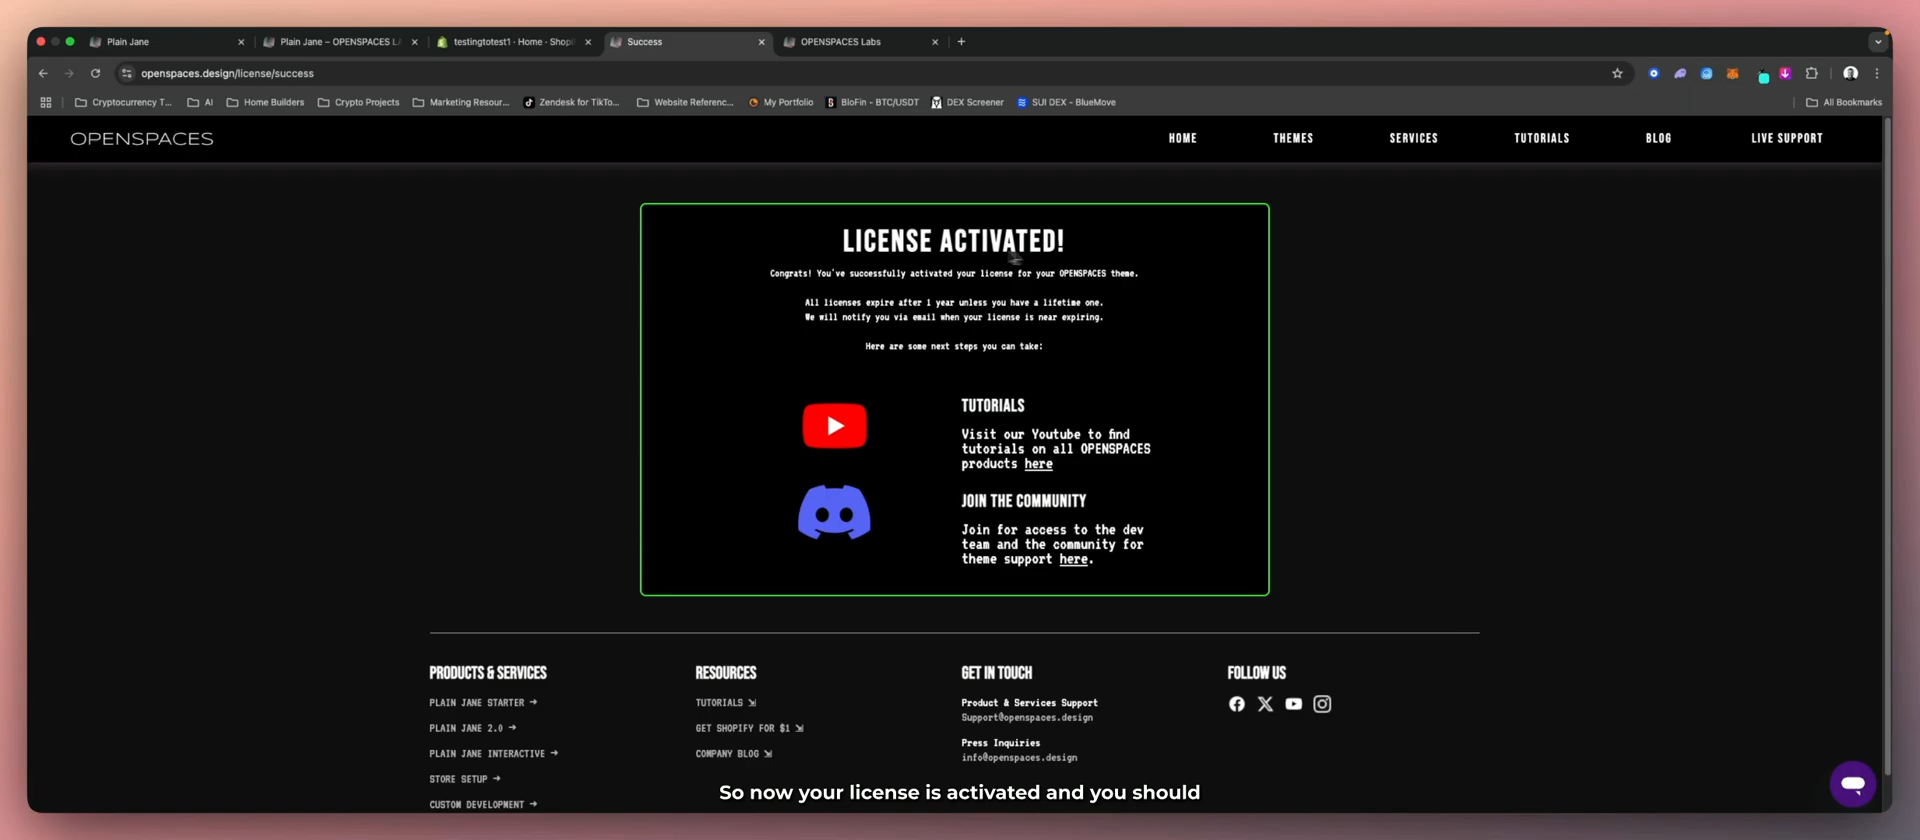 Plain Jane
Plain Jane – OPENSPACES LA
testingtotest1 · Home · Shopi
Success
OPENSPACES Labs
openspaces.design/license/success
Cryptocurrency T...
AI
Home Builders
Crypto Projects
Marketing Resour...
Zendesk for TikTo...
Website Referenc...
My Portfolio
BloFin - BTC/USDT
DEX Screener
SUI DEX - BlueMove
All Bookmarks
OPENSPACES
HOME
THEMES
SERVICES
TUTORIALS
BLOG
LIVE SUPPORT
LICENSE ACTIVATED!
Congrats! You've successfully activated your license for your OPENSPACES theme.
All licenses expire after 1 year unless you have a lifetime one.
We will notify you via email when your license is near expiring.
Here are some next steps you can take:
TUTORIALS
Visit our Youtube to find
tutorials on all OPENSPACES
products here
JOIN THE COMMUNITY
Join for access to the dev
team and the community for
theme support here.
PRODUCTS & SERVICES
PLAIN JANE STARTER →
PLAIN JANE 2.0 →
PLAIN JANE INTERACTIVE →
STORE SETUP →
CUSTOM DEVELOPMENT →
RESOURCES
TUTORIALS ⇲
GET SHOPIFY FOR $1 ⇲
COMPANY BLOG ⇲
GET IN TOUCH
Product & Services Support
Support@openspaces.design
Press Inquiries
info@openspaces.design
FOLLOW US
So now your license is activated and you should